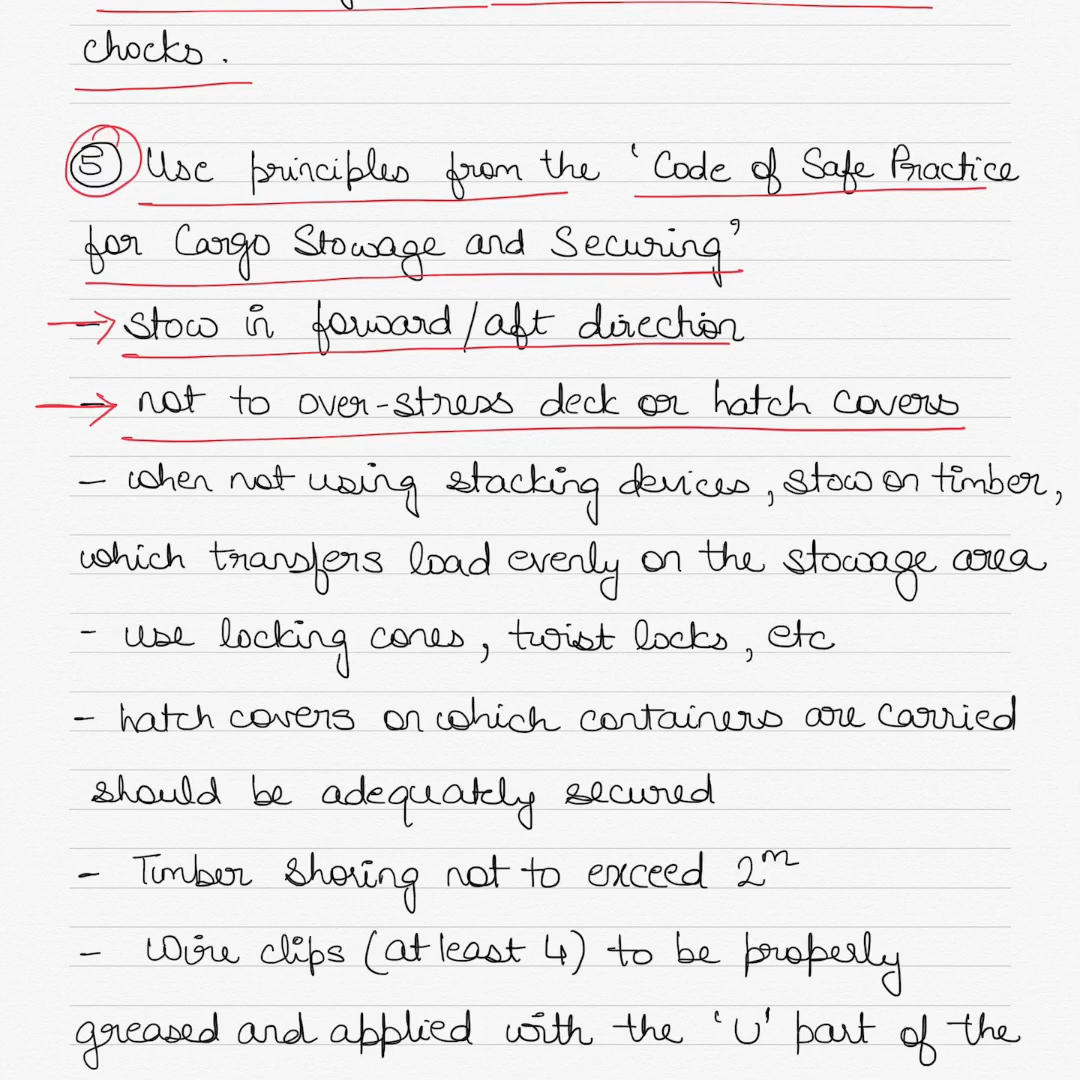 chocks.
⑤ Use principles from the 'Code of Safe Practice
for Cargo Stowage and Securing'
→ stow in forward/aft direction
→ not to over-stress deck or hatch covers
- when not using stacking devices, stow on timber,
which transfers load evenly on the stowage area
- use locking cones, twist locks, etc
- hatch covers on which containers are carried
should be adequately secured
- Timber shoring not to exceed 2m
- Wire clips (at least 4) to be properly
greased and applied with the 'U' part of the